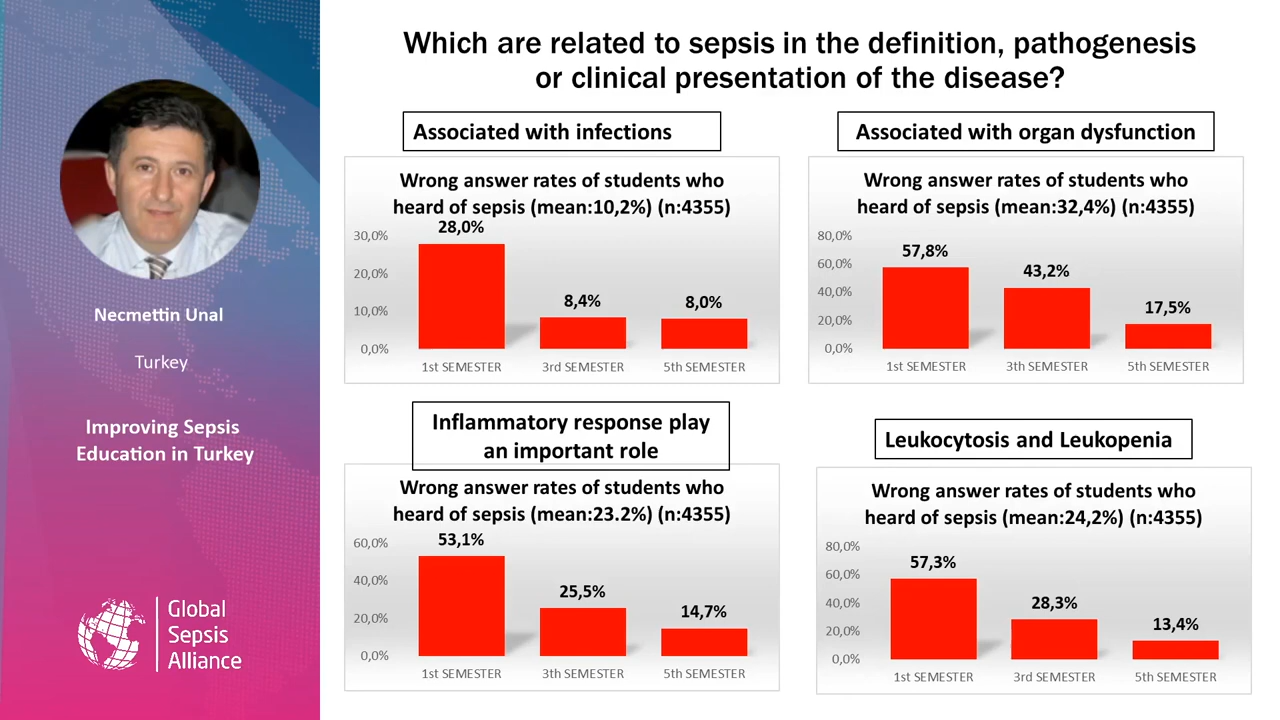 Which are related to sepsis in the definition, pathogenesis
or clinical presentation of the disease?
Necmettin Unal
Turkey
Improving Sepsis
Education in Turkey
Global
Sepsis
Alliance
Associated with infections
Wrong answer rates of students who
heard of sepsis (mean:10,2%) (n:4355)
28,0%
30,0%
20,0%
8,4%
8,0%
10,0%
0,0%
1st SEMESTER
3rd SEMESTER
5th SEMESTER
Associated with organ dysfunction
Wrong answer rates of students who
heard of sepsis (mean:32,4%) (n:4355)
80,0%
57,8%
60,0%
43,2%
40,0%
17,5%
20,0%
0,0%
1st SEMESTER
3th SEMESTER
5th SEMESTER
Inflammatory response play
an important role
Wrong answer rates of students who
heard of sepsis (mean:23.2%) (n:4355)
53,1%
60,0%
25,5%
40,0%
14,7%
20,0%
0,0%
1st SEMESTER
3th SEMESTER
5th SEMESTER
Leukocytosis and Leukopenia
Wrong answer rates of students who
heard of sepsis (mean:24,2%) (n:4355)
80,0%
57,3%
60,0%
28,3%
40,0%
13,4%
20,0%
0,0%
1st SEMESTER
3rd SEMESTER
5th SEMESTER